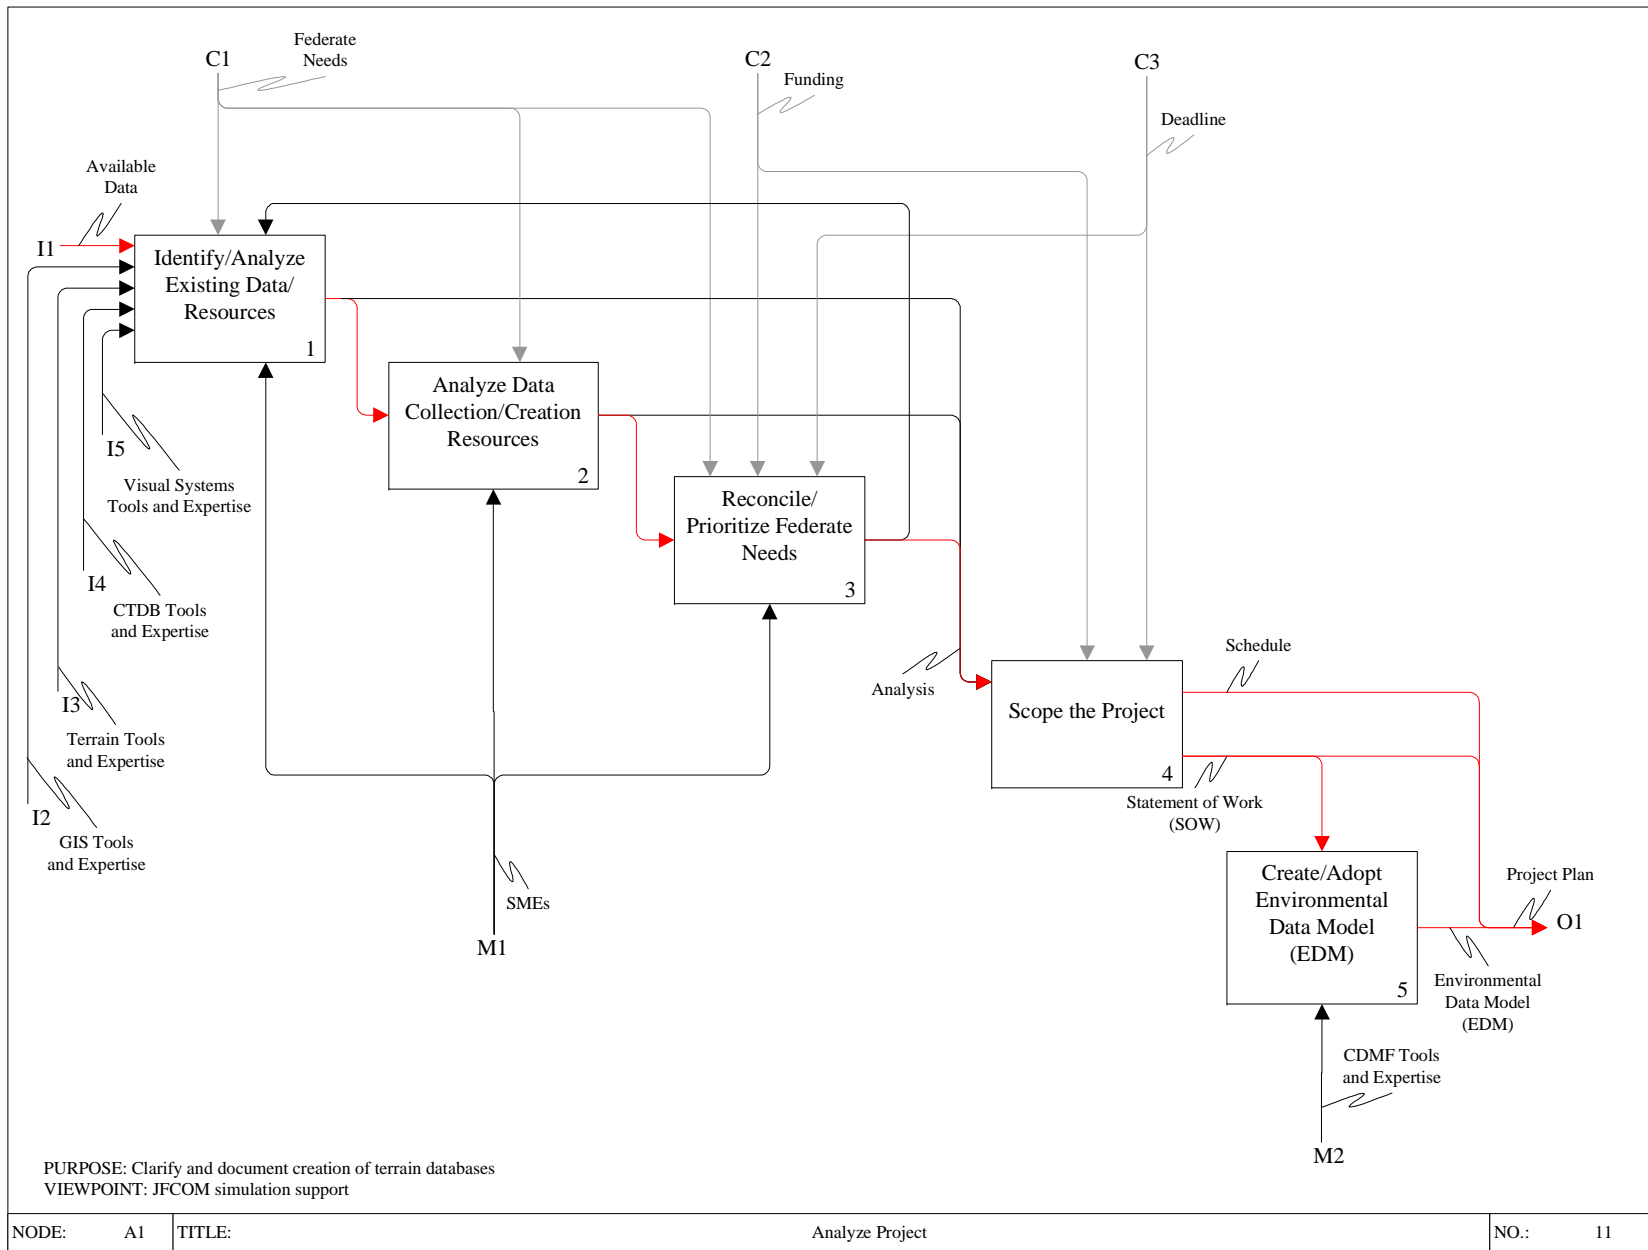 C1
Federate
Needs
C2
Funding
C3
Deadline
Available
Data
I1
Identify/Analyze
Existing Data/
Resources
1
Analyze Data
Collection/Creation
Resources
2
I5
Visual Systems
Tools and Expertise
Reconcile/
Prioritize Federate
Needs
3
I4
CTDB Tools
and Expertise
I3
Terrain Tools
and Expertise
Analysis
Scope the Project
4
Schedule
Statement of Work
(SOW)
I2
GIS Tools
and Expertise
SMEs
M1
Create/Adopt
Environmental
Data Model
(EDM)
5
Project Plan
O1
Environmental
Data Model
(EDM)
CDMF Tools
and Expertise
M2
PURPOSE: Clarify and document creation of terrain databases
VIEWPOINT: JFCOM simulation support
NODE: A1 TITLE: Analyze Project NO.: 11